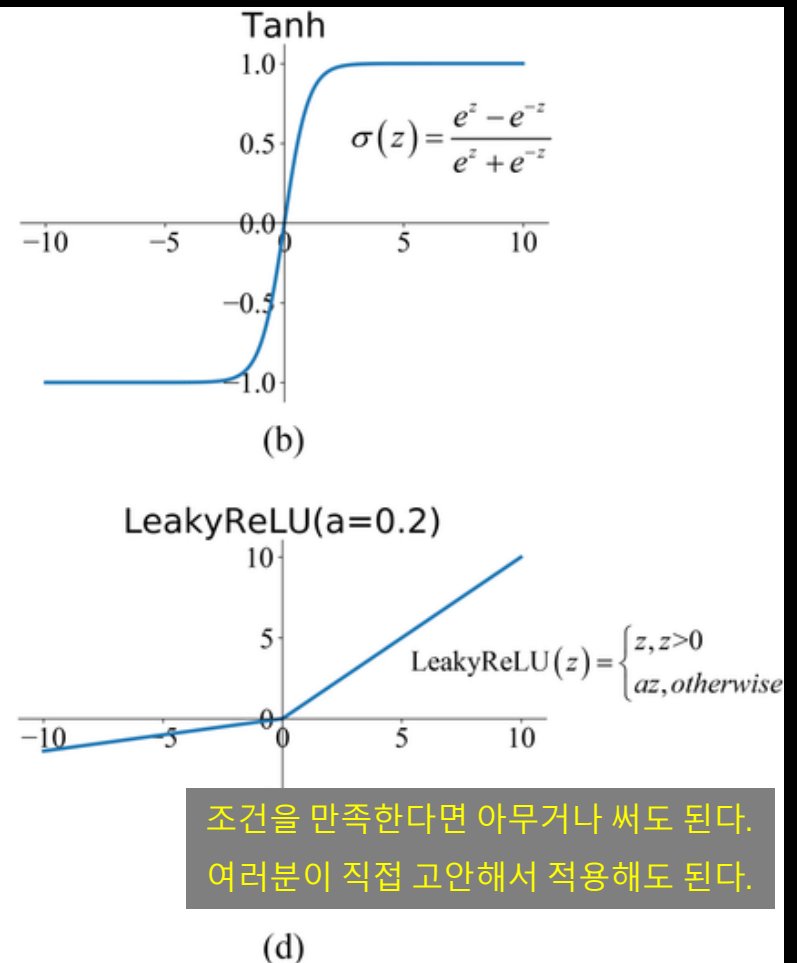 Tanh
1.0
σ(z) = (e^z − e^{−z}) / (e^z + e^{−z})
0.5
0.0
−10 −5 0 5 10
−0.5
−1.0
(b)
LeakyReLU(a=0.2)
10
5
LeakyReLU(z) = { z, z>0
az, otherwise
0
−10 −5 0 5 10
조건을 만족한다면 아무거나 써도 된다.
여러분이 직접 고안해서 적용해도 된다.
(d)